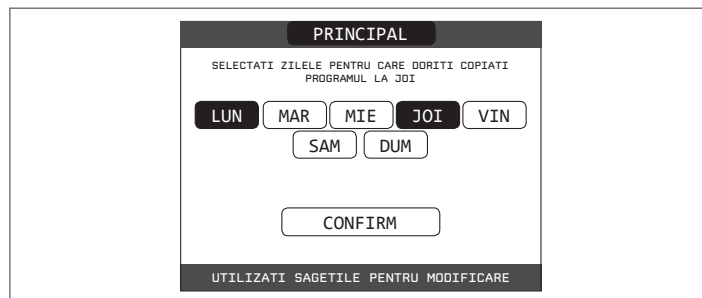 PRINCIPAL
SELECTATI ZILELE PENTRU CARE DORITI COPIATI
PROGRAMUL LA JOI
LUN MAR MIE JOI VIN
SAM DUM
CONFIRM
UTILIZATI SAGETILE PENTRU MODIFICARE